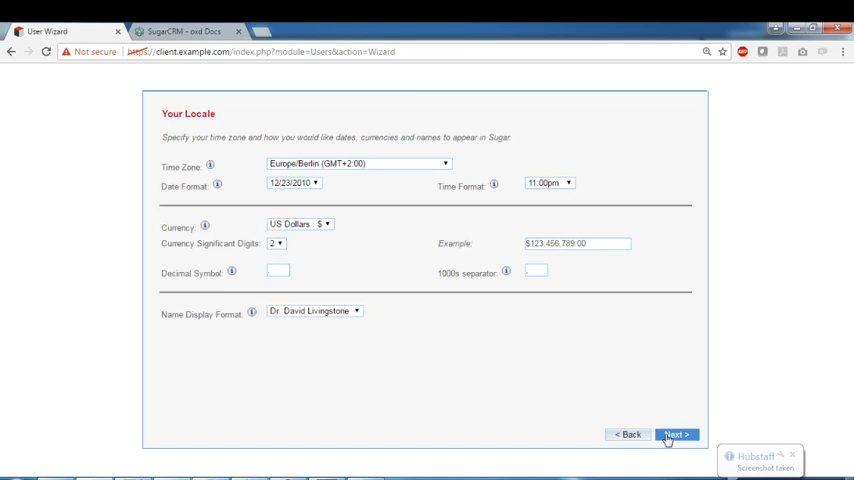 User Wizard
SugarCRM - oxd Docs
Not secure https://client.example.com/index.php?module=Users&action=Wizard
ABP
Your Locale
Specify your time zone and how you would like dates, currencies and names to appear in Sugar.
Time Zone: Europe/Berlin (GMT+2:00)
Date Format: 12/23/2010 Time Format: 11:00pm
Currency: US Dollars : $
Currency Significant Digits: 2 Example: $123,456,789.00
Decimal Symbol: . 1000s separator: ,
Name Display Format: Dr. David Livingstone
< Back Next >
Hubstaff
Screenshot taken